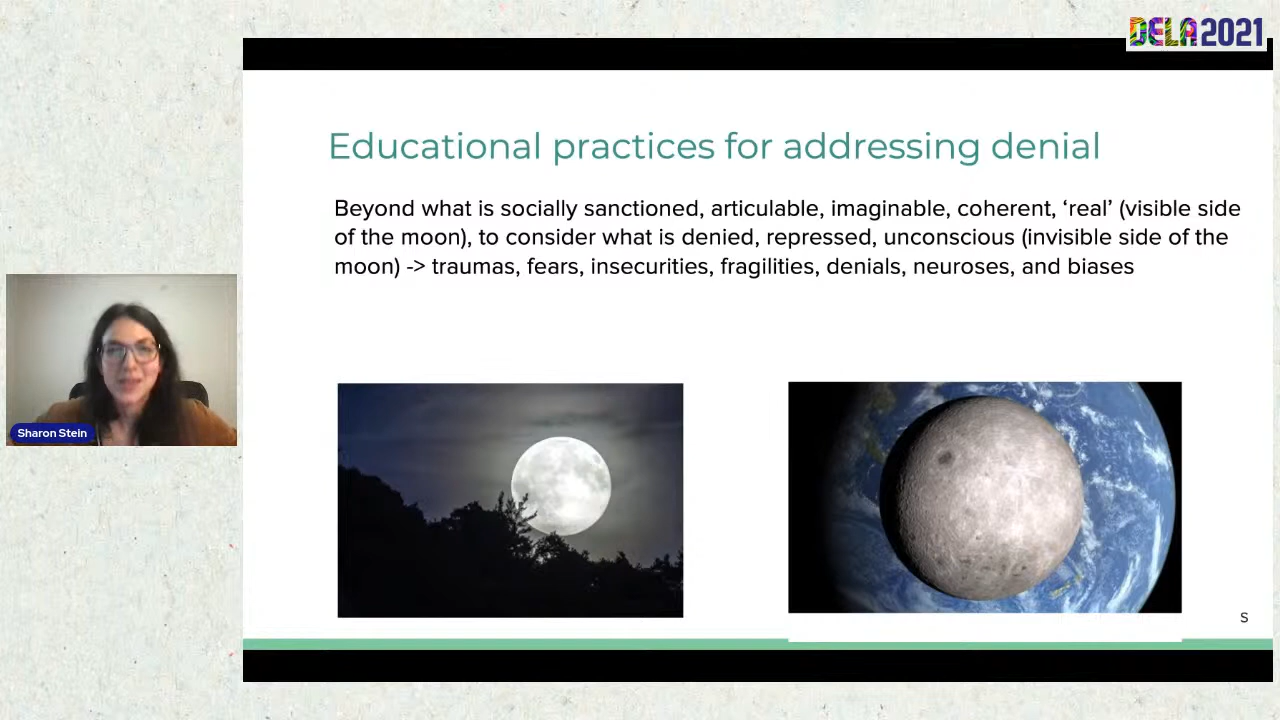 DELA 2021
Educational practices for addressing denial
Beyond what is socially sanctioned, articulable, imaginable, coherent, ‘real’ (visible side
of the moon), to consider what is denied, repressed, unconscious (invisible side of the
moon) -> traumas, fears, insecurities, fragilities, denials, neuroses, and biases
Sharon Stein
S